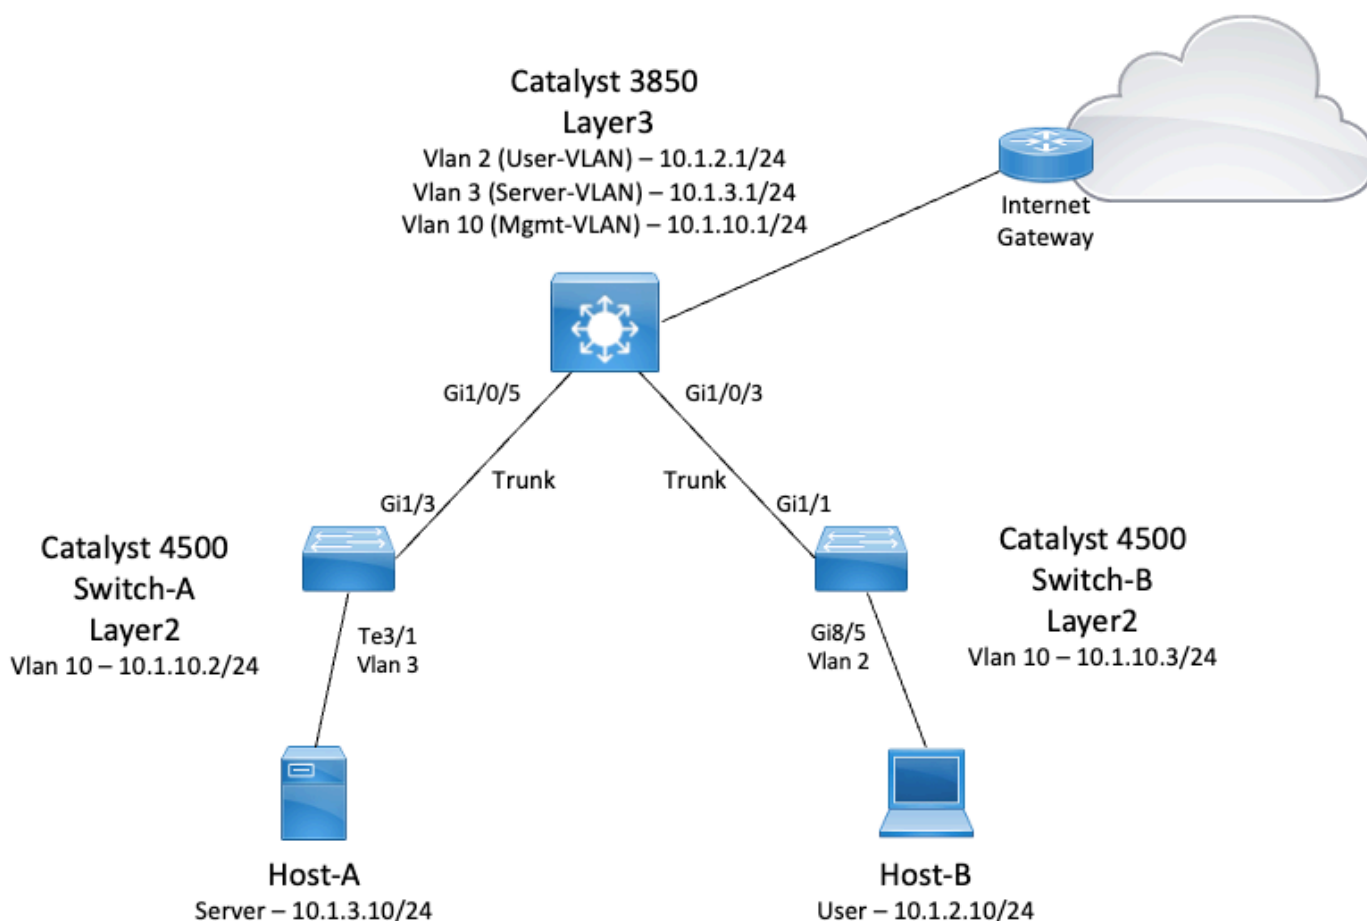 Catalyst 3850
Layer3
Vlan 2 (User-VLAN) – 10.1.2.1/24
Vlan 3 (Server-VLAN) – 10.1.3.1/24
Vlan 10 (Mgmt-VLAN) – 10.1.10.1/24
Internet
Gateway
Gi1/0/5
Gi1/0/3
Trunk
Trunk
Gi1/3
Gi1/1
Catalyst 4500
Switch-A
Layer2
Vlan 10 – 10.1.10.2/24
Catalyst 4500
Switch-B
Layer2
Vlan 10 – 10.1.10.3/24
Te3/1
Vlan 3
Gi8/5
Vlan 2
Host-A
Server – 10.1.3.10/24
Host-B
User – 10.1.2.10/24